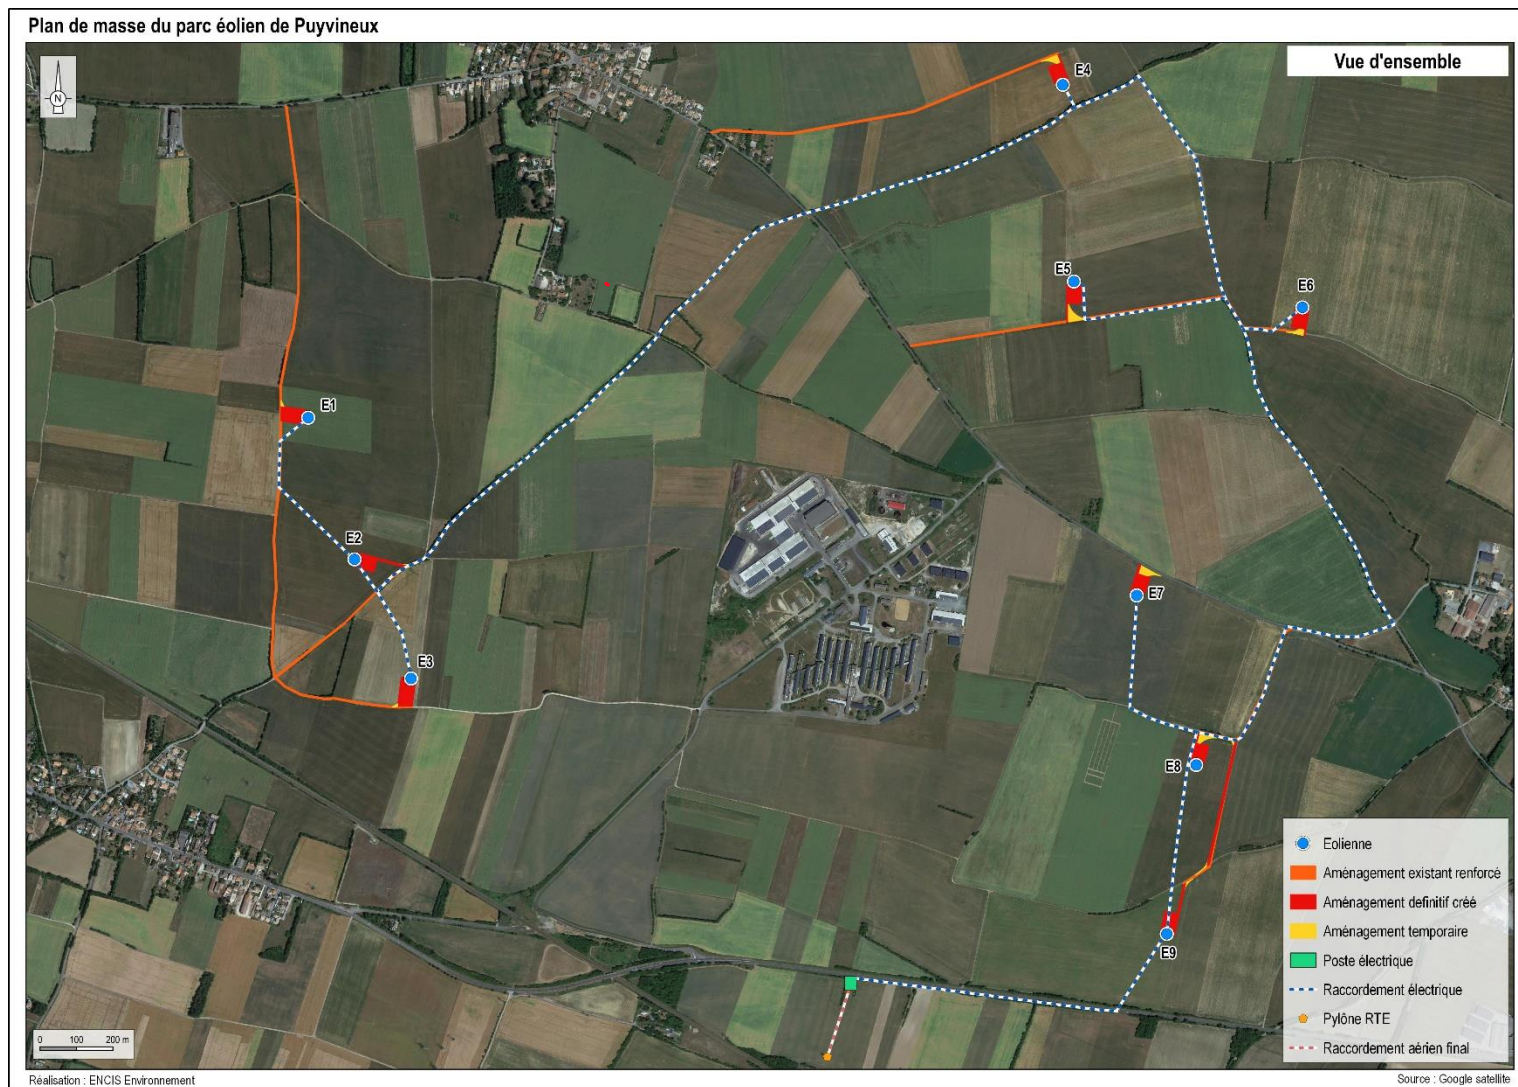 Plan de masse du parc éolien de Puyvineux
Vue d'ensemble
N
E4
E5
E6
E1
E2
E3
E7
E8
E9
Eolienne
Aménagement existant renforcé
Aménagement definitif créé
Aménagement temporaire
Poste électrique
Raccordement électrique
Pylône RTE
Raccordement aérien final
0 100 200 m
Réalisation : ENCIS Environnement
Source : Google satellite